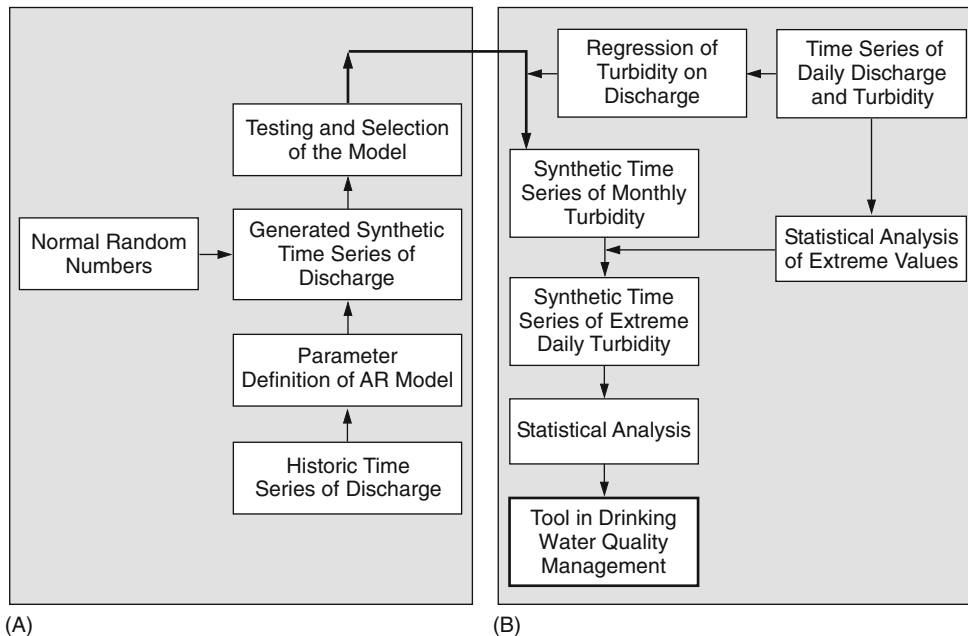 Testing and Selection
of the Model
Normal Random
Numbers
Generated Synthetic
Time Series of
Discharge
Parameter
Definition of AR Model
Historic Time
Series of Discharge
(A)
Regression of
Turbidity on
Discharge
Time Series of
Daily Discharge
and Turbidity
Synthetic Time
Series of Monthly
Turbidity
Statistical Analysis
of Extreme Values
Synthetic Time
Series of Extreme
Daily Turbidity
Statistical Analysis
Tool in Drinking
Water Quality
Management
(B)